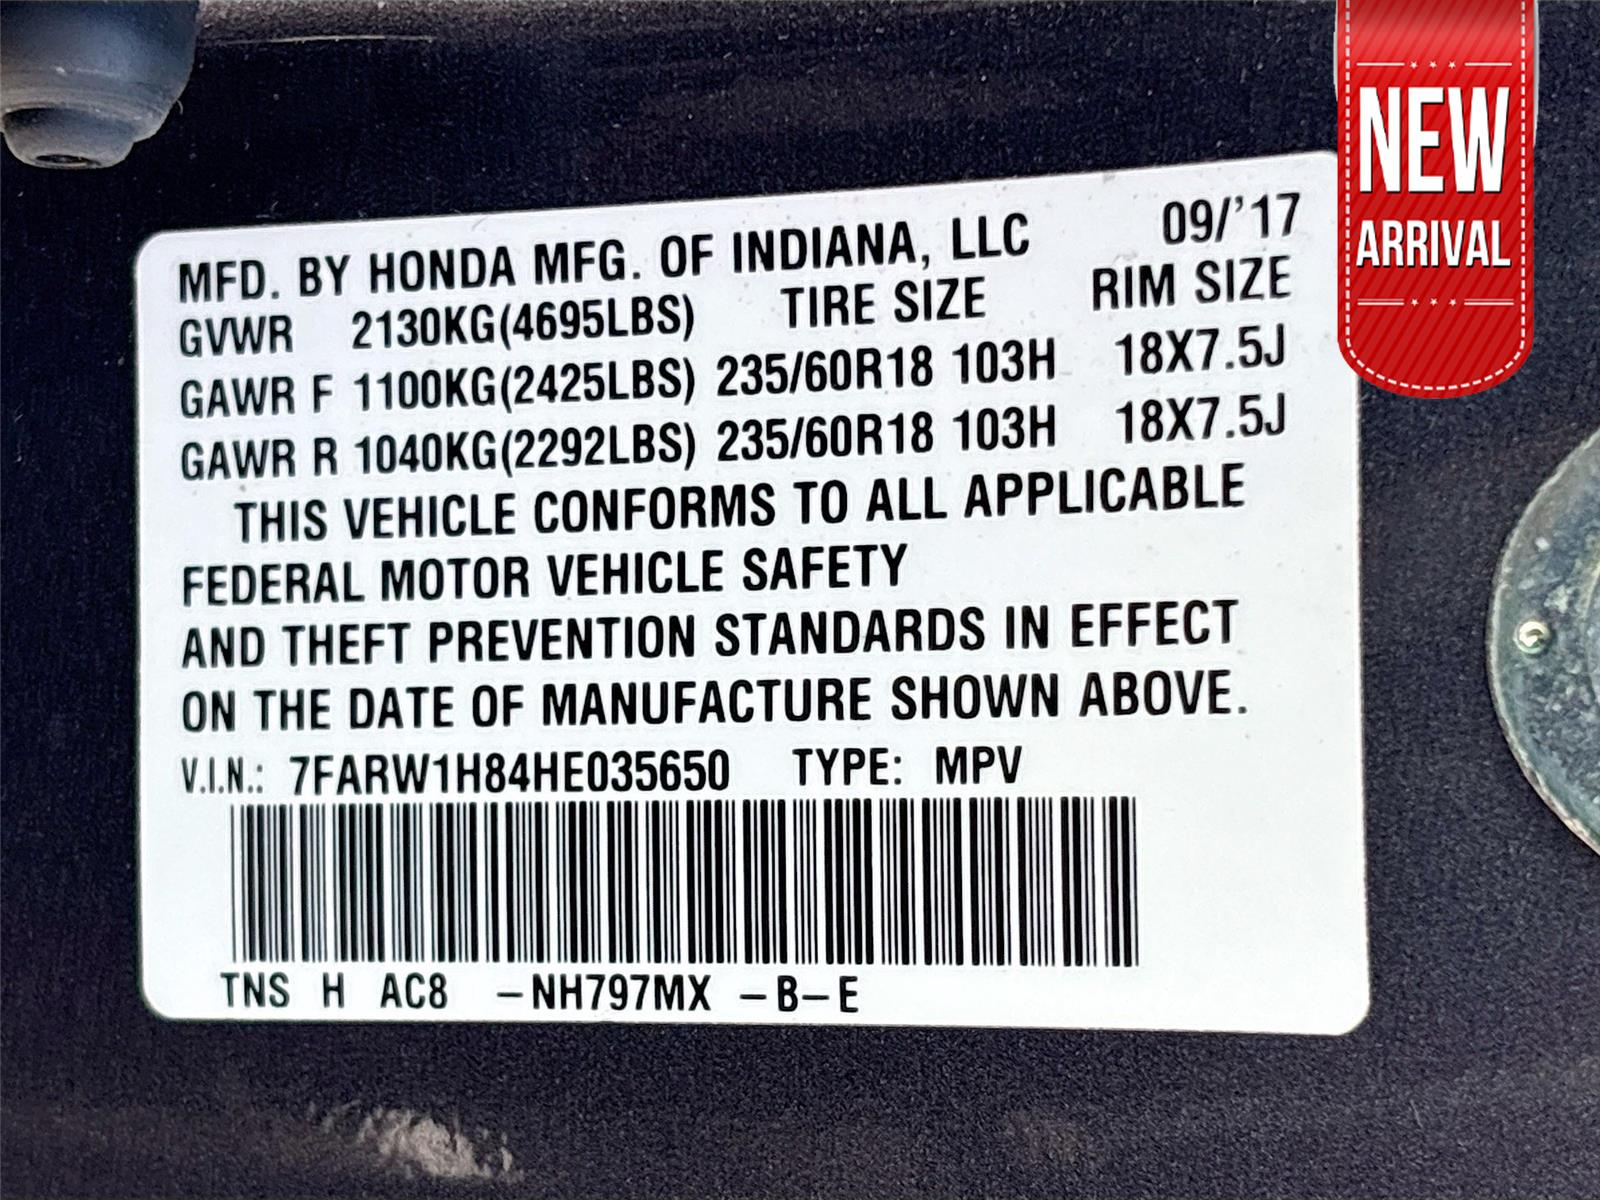 MFD. BY HONDA MFG. OF INDIANA, LLC 09/'17
GVWR 2130KG(4695LBS) TIRE SIZE RIM SIZE
GAWR F 1100KG(2425LBS) 235/60R18 103H 18X7.5J
GAWR R 1040KG(2292LBS) 235/60R18 103H 18X7.5J
THIS VEHICLE CONFORMS TO ALL APPLICABLE
FEDERAL MOTOR VEHICLE SAFETY
AND THEFT PREVENTION STANDARDS IN EFFECT
ON THE DATE OF MANUFACTURE SHOWN ABOVE.
V.I.N.: 7FARW1H84HE035650 TYPE: MPV
TNS H AC8 -NH797MX -B-E
NEW
ARRIVAL